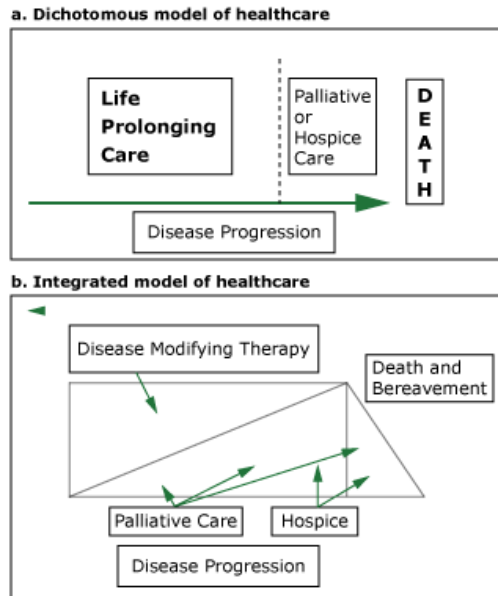 a. Dichotomous model of healthcare
Life
Prolonging
Care
Palliative
or
Hospice
Care
D
E
A
T
H
Disease Progression
b. Integrated model of healthcare
Disease Modifying Therapy
Death and
Bereavement
Palliative Care
Hospice
Disease Progression